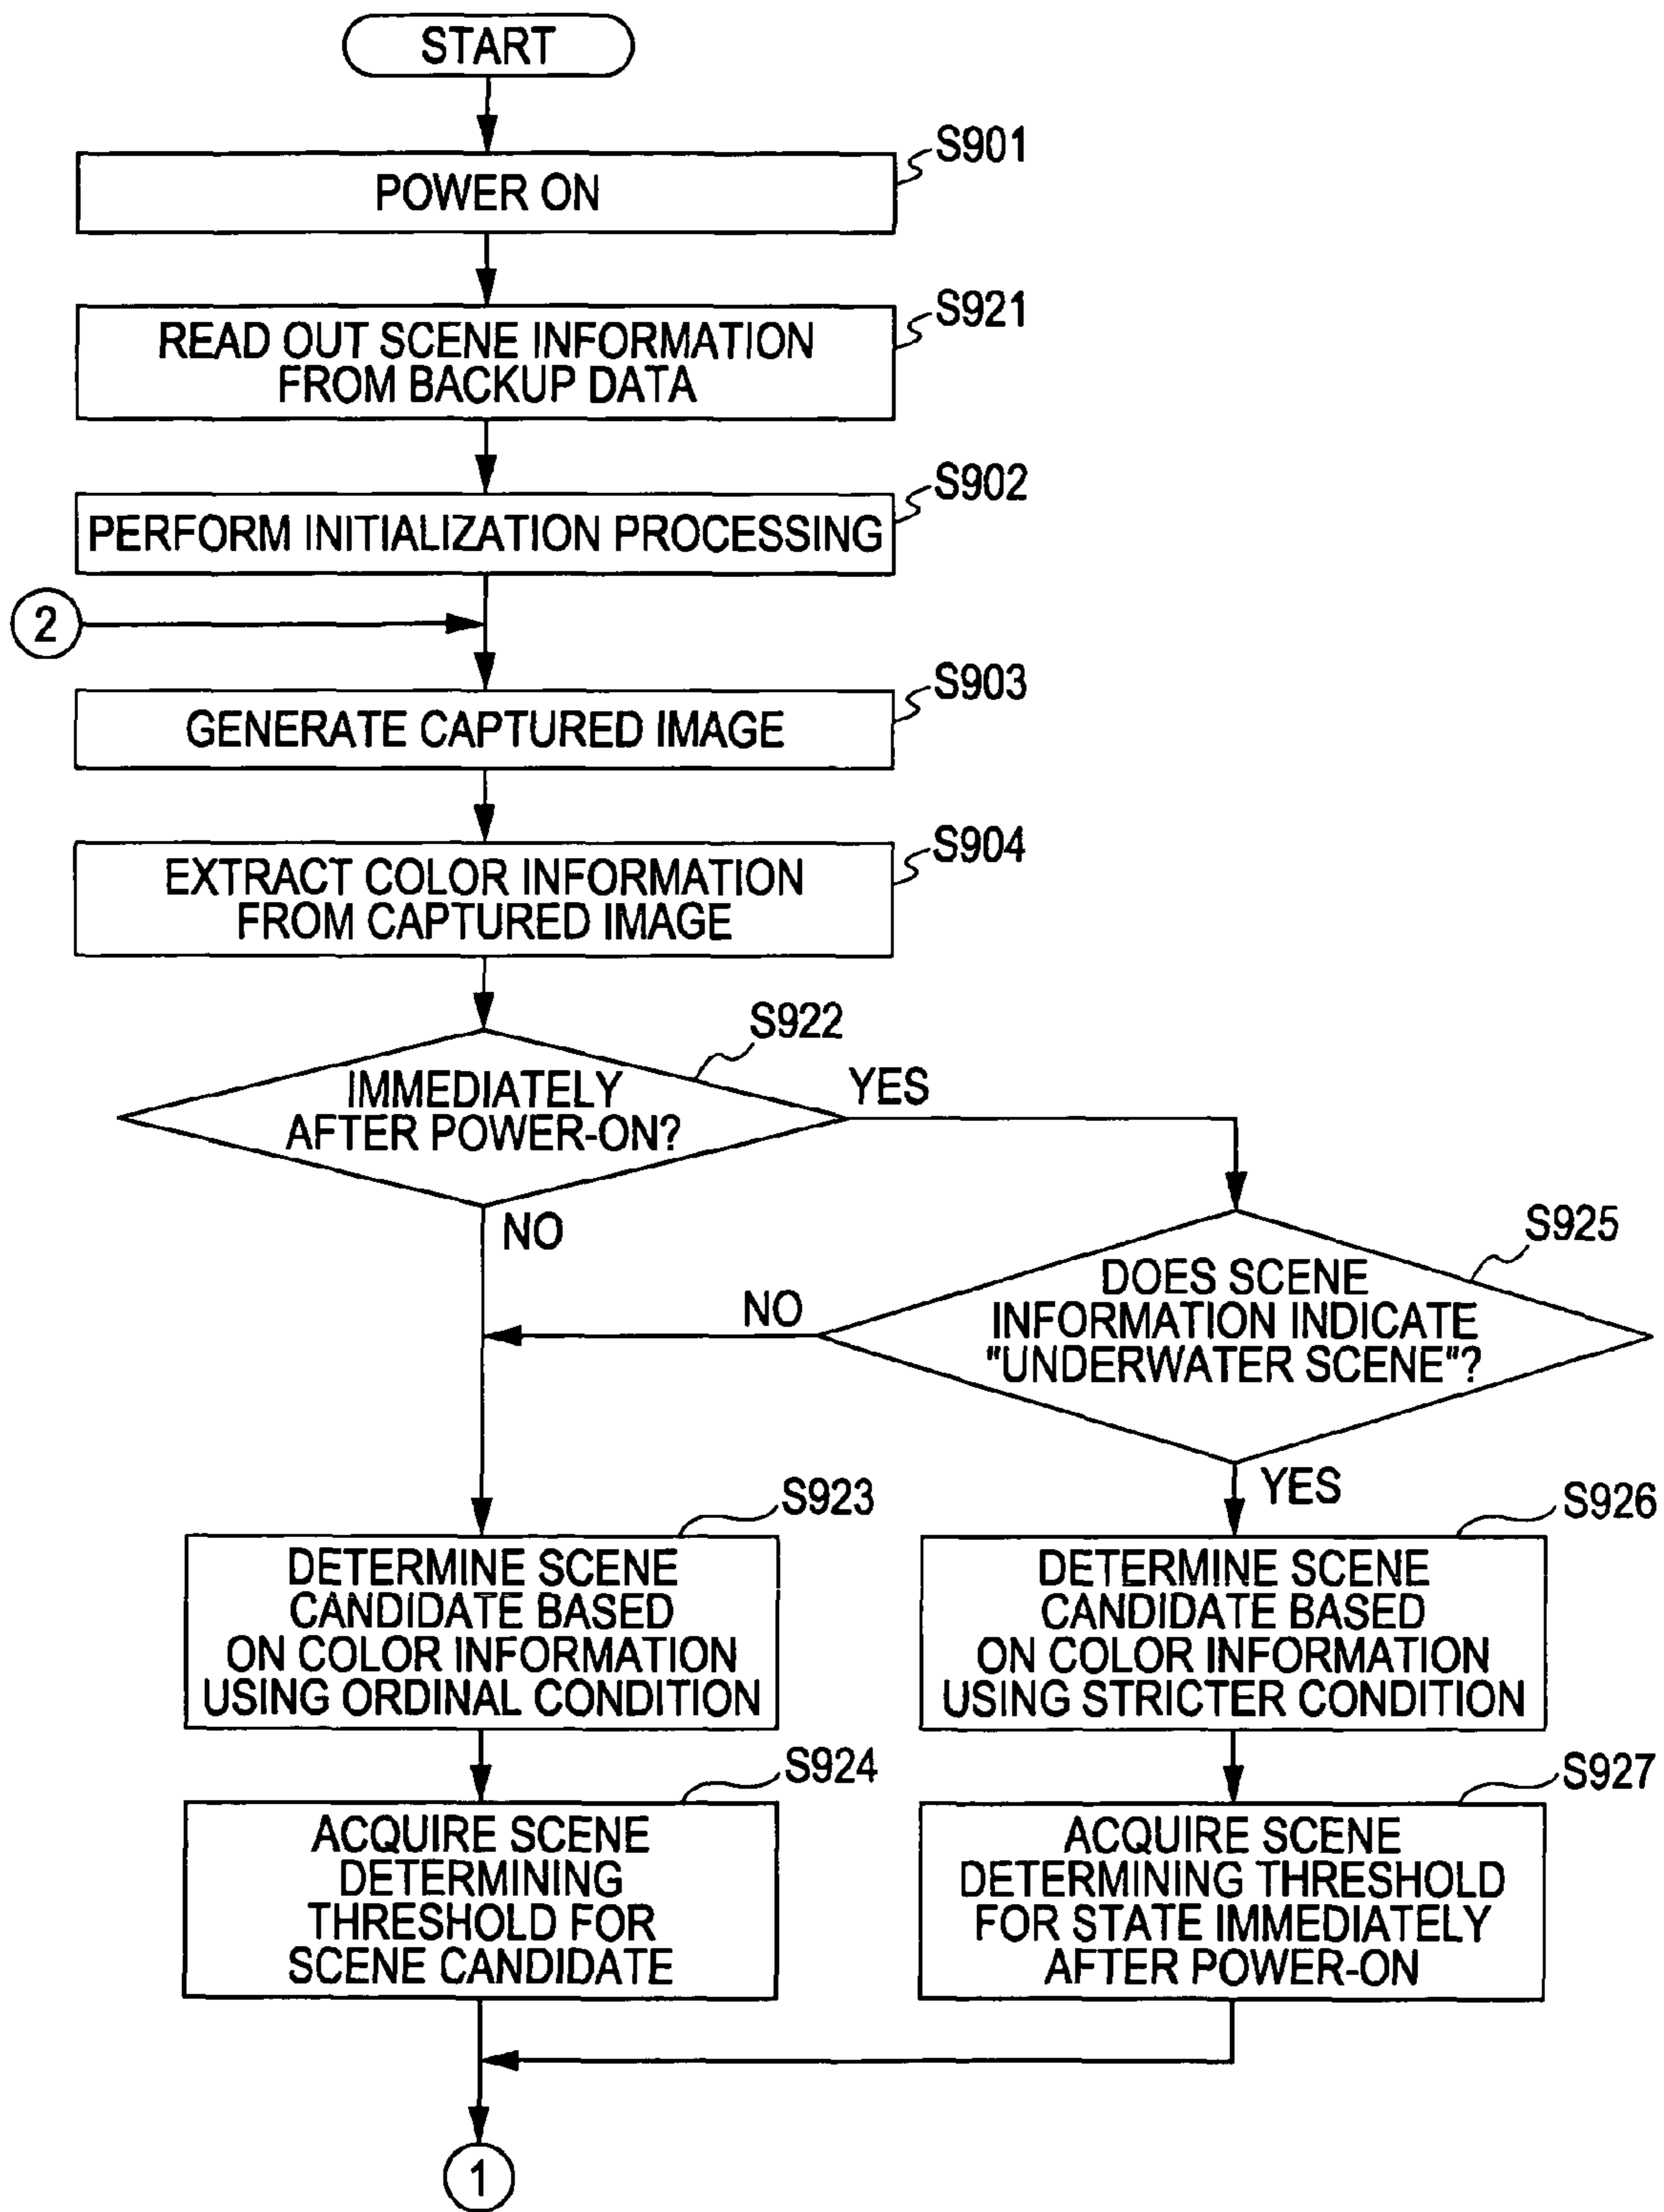 START
S901
POWER ON
S921
READ OUT SCENE INFORMATION
FROM BACKUP DATA
S902
PERFORM INITIALIZATION PROCESSING
2
S903
GENERATE CAPTURED IMAGE
S904
EXTRACT COLOR INFORMATION
FROM CAPTURED IMAGE
S922
IMMEDIATELY
AFTER POWER-ON?
YES
NO
S925
DOES SCENE
INFORMATION INDICATE
"UNDERWATER SCENE"?
NO
YES
S923
DETERMINE SCENE
CANDIDATE BASED
ON COLOR INFORMATION
USING ORDINAL CONDITION
S926
DETERMINE SCENE
CANDIDATE BASED
ON COLOR INFORMATION
USING STRICTER CONDITION
S924
ACQUIRE SCENE
DETERMINING
THRESHOLD FOR
SCENE CANDIDATE
S927
ACQUIRE SCENE
DETERMINING THRESHOLD
FOR STATE IMMEDIATELY
AFTER POWER-ON
1